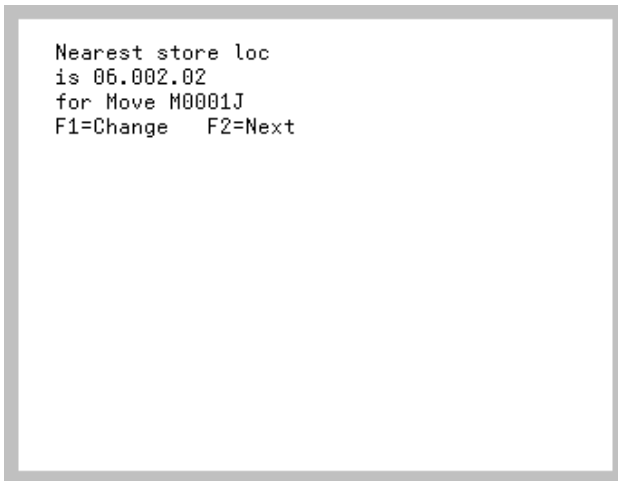 Nearest store loc
is 06.002.02
for Move M0001J
F1=Change   F2=Next